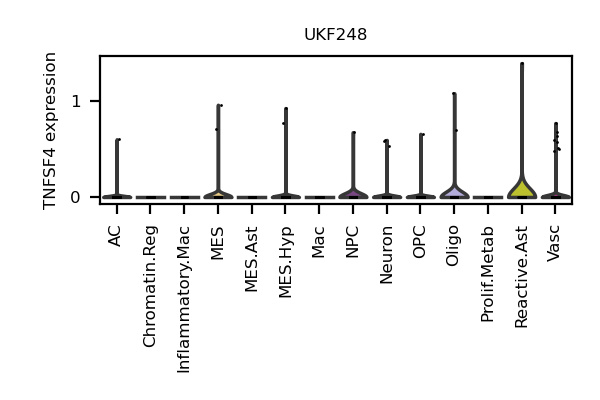 UKF248
TNFSF4 expression
1
0
AC
Chromatin.Reg
Inflammatory.Mac
MES
MES.Ast
MES.Hyp
Mac
NPC
Neuron
OPC
Oligo
Prolif.Metab
Reactive.Ast
Vasc